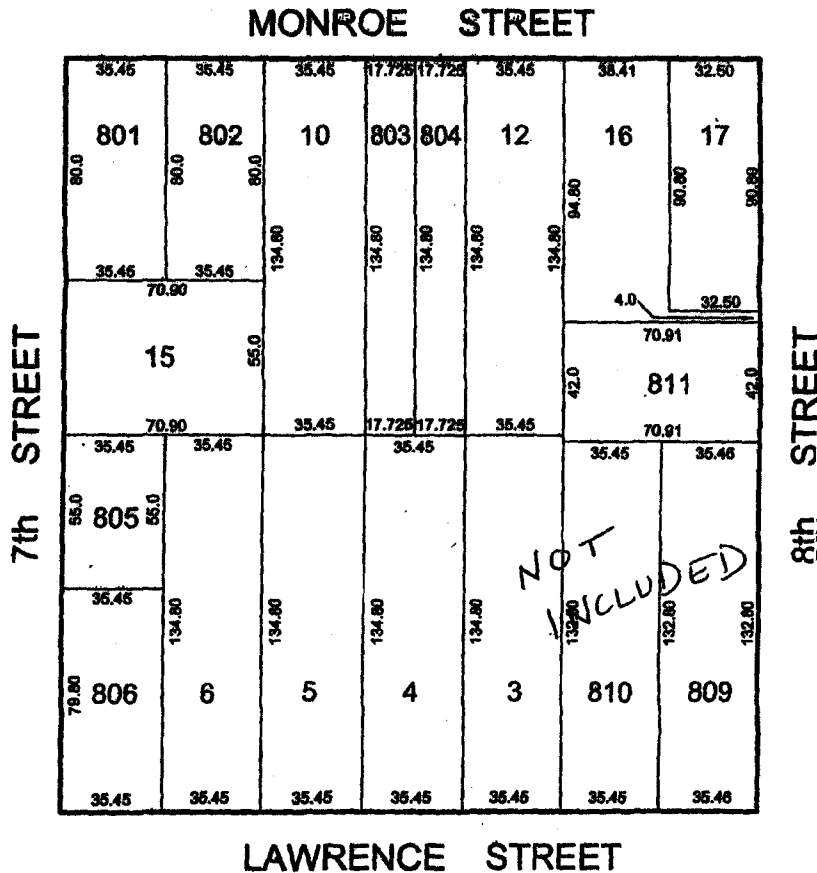 MONROE STREET
35.45 35.45 35.45 17.725 17.725 35.45 38.41 32.50
801 802 10 803 804 12 16 17
80.0 80.0 80.0 94.80 90.80 90.89
134.80 134.80 134.80 134.80 134.80
35.45 35.45
70.90
4.0 32.50
70.91
15 55.0
42.0 811 42.0
70.90 35.45 17.725 17.725 35.45 70.91
35.45 35.45 35.45 35.45 35.46
7th STREET
8th STREET
55.0 805 55.0
NOT
INCLUDED
35.45
134.80 134.80 134.80 134.80 132.80 132.80 132.80
79.80 806 6 5 4 3 810 809
35.45 35.45 35.45 35.45 35.45 35.45 35.46
LAWRENCE STREET